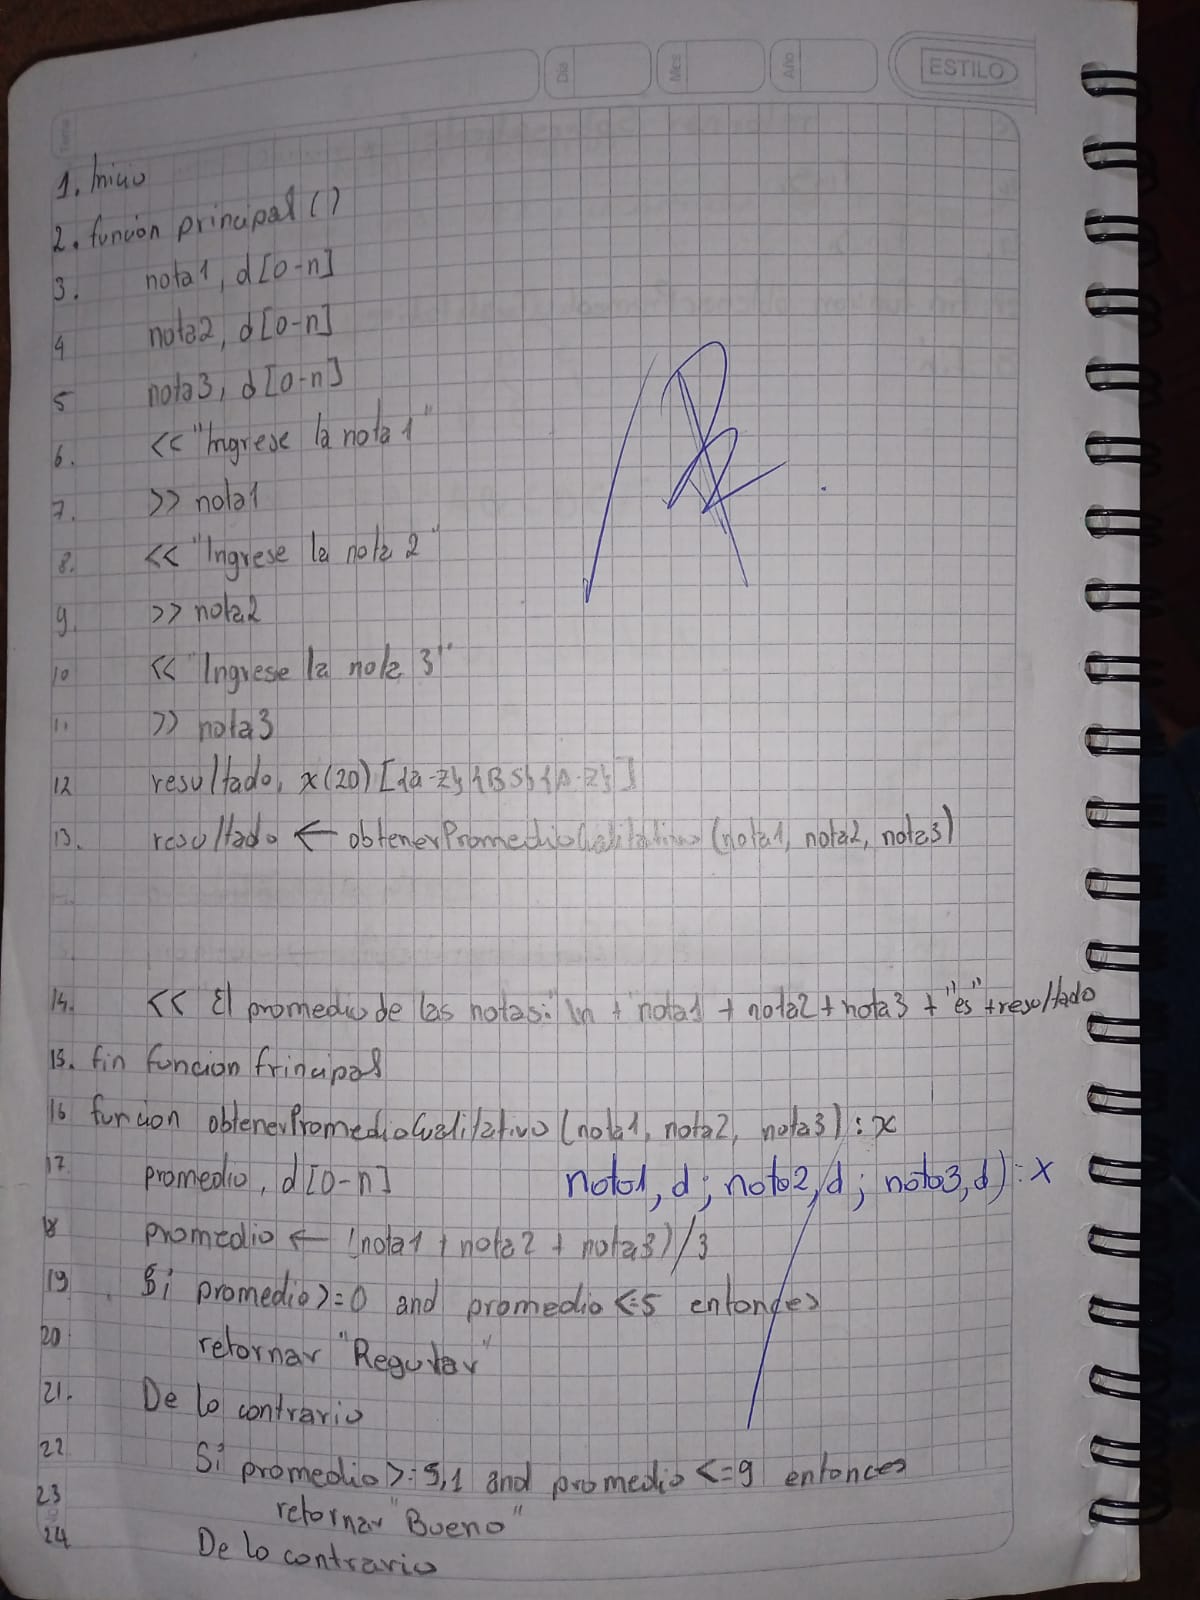 Tema
Día
Mes
Año
ESTILO
1. Inicio
2. función principal ()
3. nota1, d[0-n]
4 nota2, d[0-n]
5 nota3, d[0-n]
6. << "Ingrese la nota 1"
7. >> nota1
8. << "Ingrese la nota 2"
9. >> nota2
10 << "Ingrese la nota 3"
11. >> nota3
12 resultado, x(20)[{a-z}{BS}{A-Z}]
13. resultado ← obtenerPromedioCualitativo (nota1, nota2, nota3)
14. << El promedio de las notas: \n + nota1 + nota2 + nota3 + "es" + resultado
15. fin funcion principal
16 funcion obtenerPromedioCualitativo (nota1, nota2, nota3) : x
17 promedio, d[0-n] nota1, d; nota2, d; nota3, d) : x
18 promedio ← (nota1 + nota2 + nota3)/3
19 Si promedio >=0 and promedio <=5 entonces
20 retornar "Regular"
21. De lo contrario
22 Si promedio >=5,1 and promedio <=9 entonces
23 retornar "Bueno"
24 De lo contrario